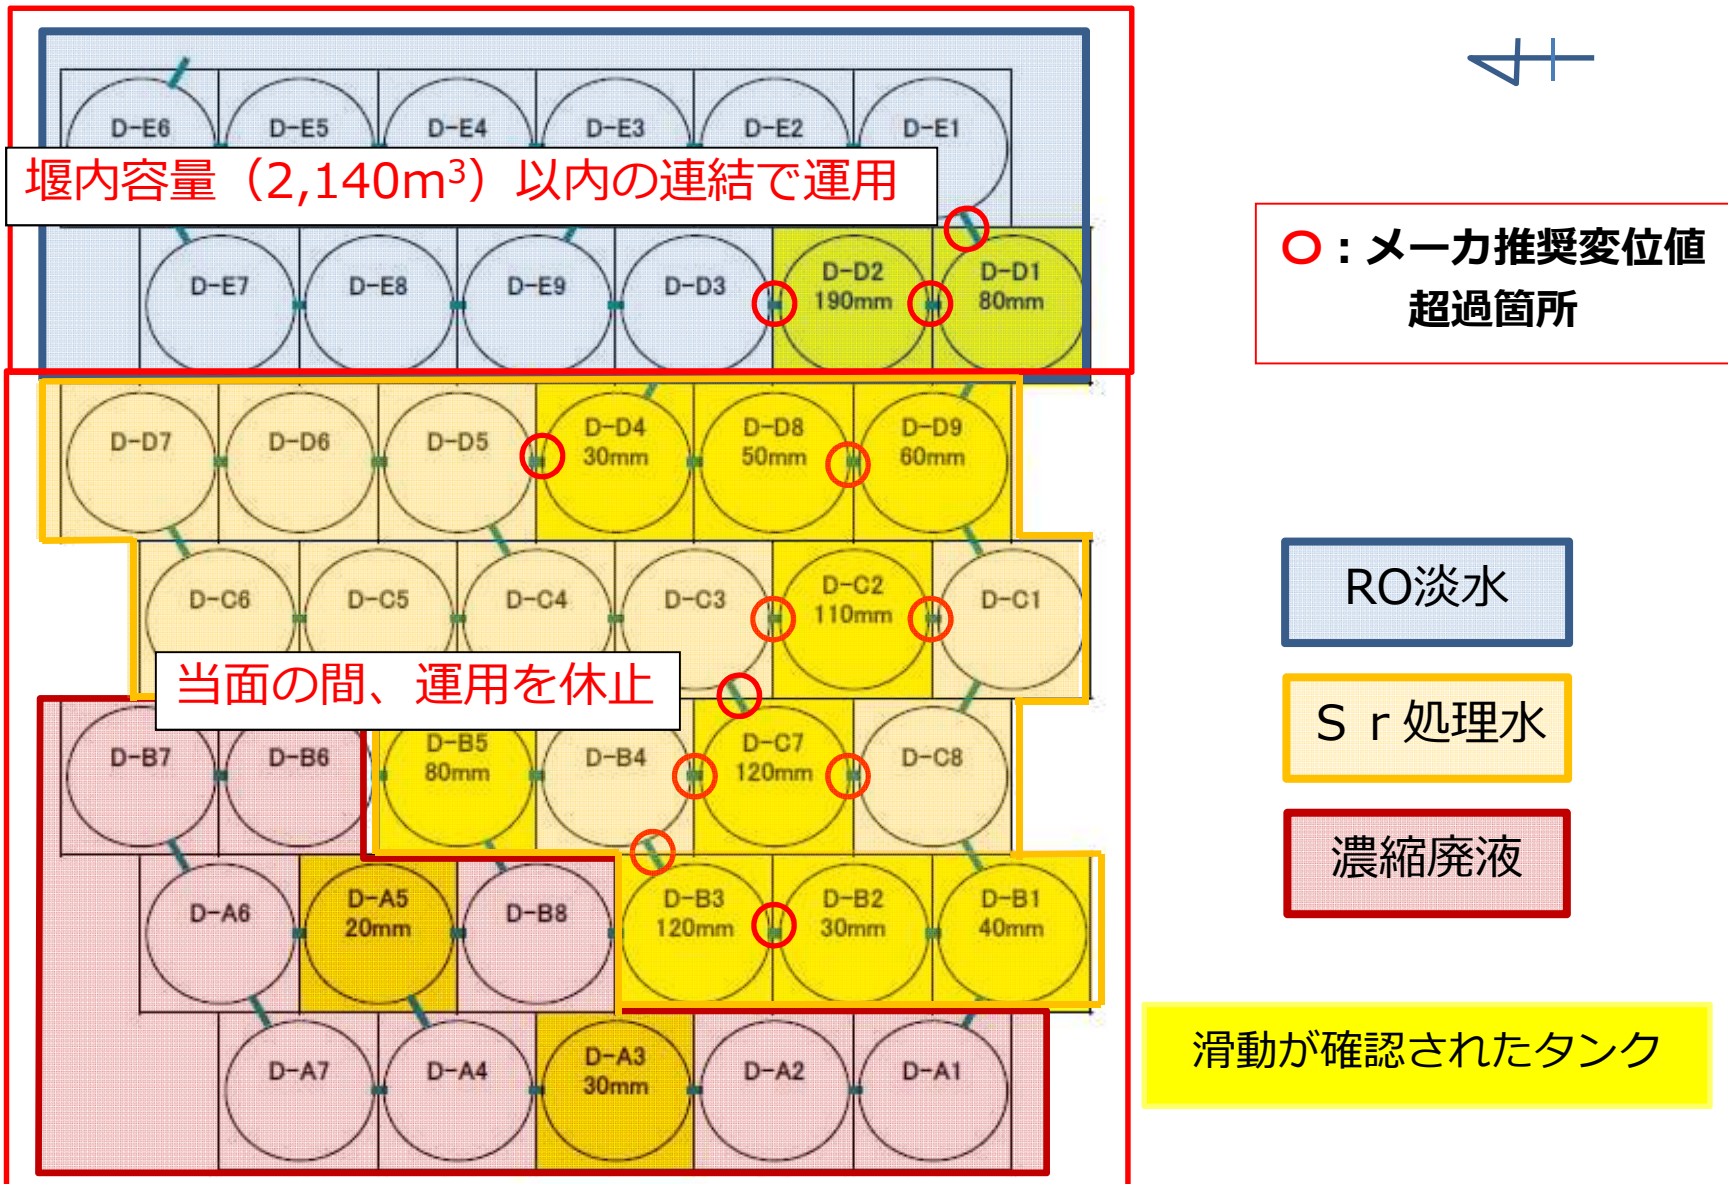 D-E6 D-E5 D-E4 D-E3 D-E2 D-E1
堰内容量（2,140m³）以内の連結で運用
D-E7 D-E8 D-E9 D-D3 D-D2 D-D1
190mm 80mm
D-D7 D-D6 D-D5 D-D4 D-D8 D-D9
30mm 50mm 60mm
D-C6 D-C5 D-C4 D-C3 D-C2 D-C1
110mm
当面の間、運用を休止
D-B7 D-B6 D-B5 D-B4 D-C7 D-C8
80mm 120mm
D-A6 D-A5 D-B8 D-B3 D-B2 D-B1
20mm 120mm 30mm 40mm
D-A7 D-A4 D-A3 D-A2 D-A1
30mm
○：メーカ推奨変位値
超過箇所
RO淡水
Ｓｒ処理水
濃縮廃液
滑動が確認されたタンク